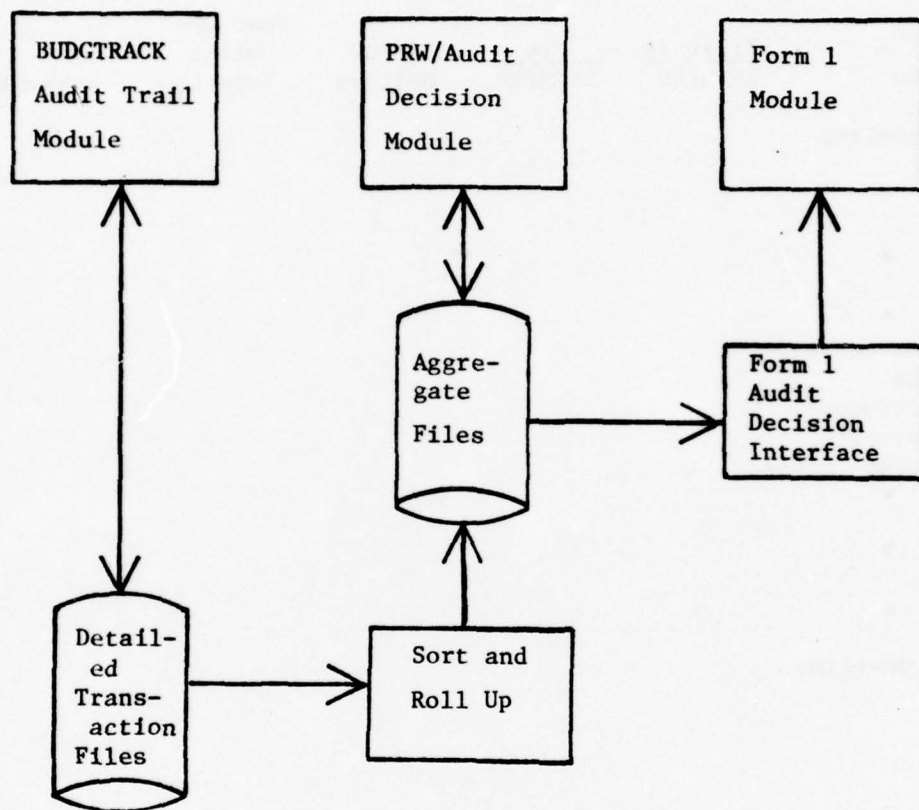 BUDGTRACK
Audit Trail
Module
PRW/Audit
Decision
Module
Form 1
Module
Aggre-
gate
Files
Form 1
Audit
Decision
Interface
Detail-
ed
Trans-
action
Files
Sort and
Roll Up